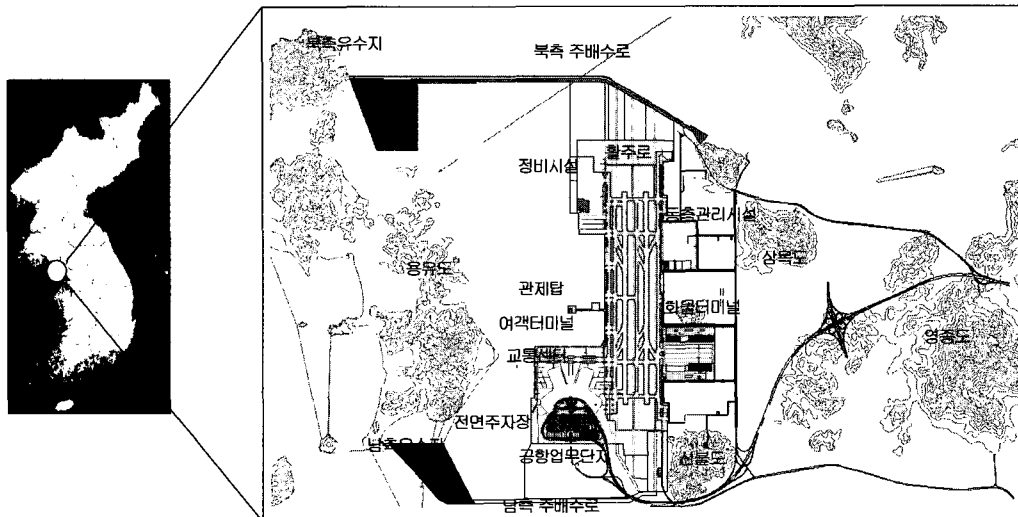 북측유수지
북측 주배수로
정비시설
활주로
동측관리시설
용유도
삼목도
관제탑
여객터미널
화물터미널
영종도
교통센터
전면주차장
남측유수지
공항업무단지
신불도
남측 주배수로